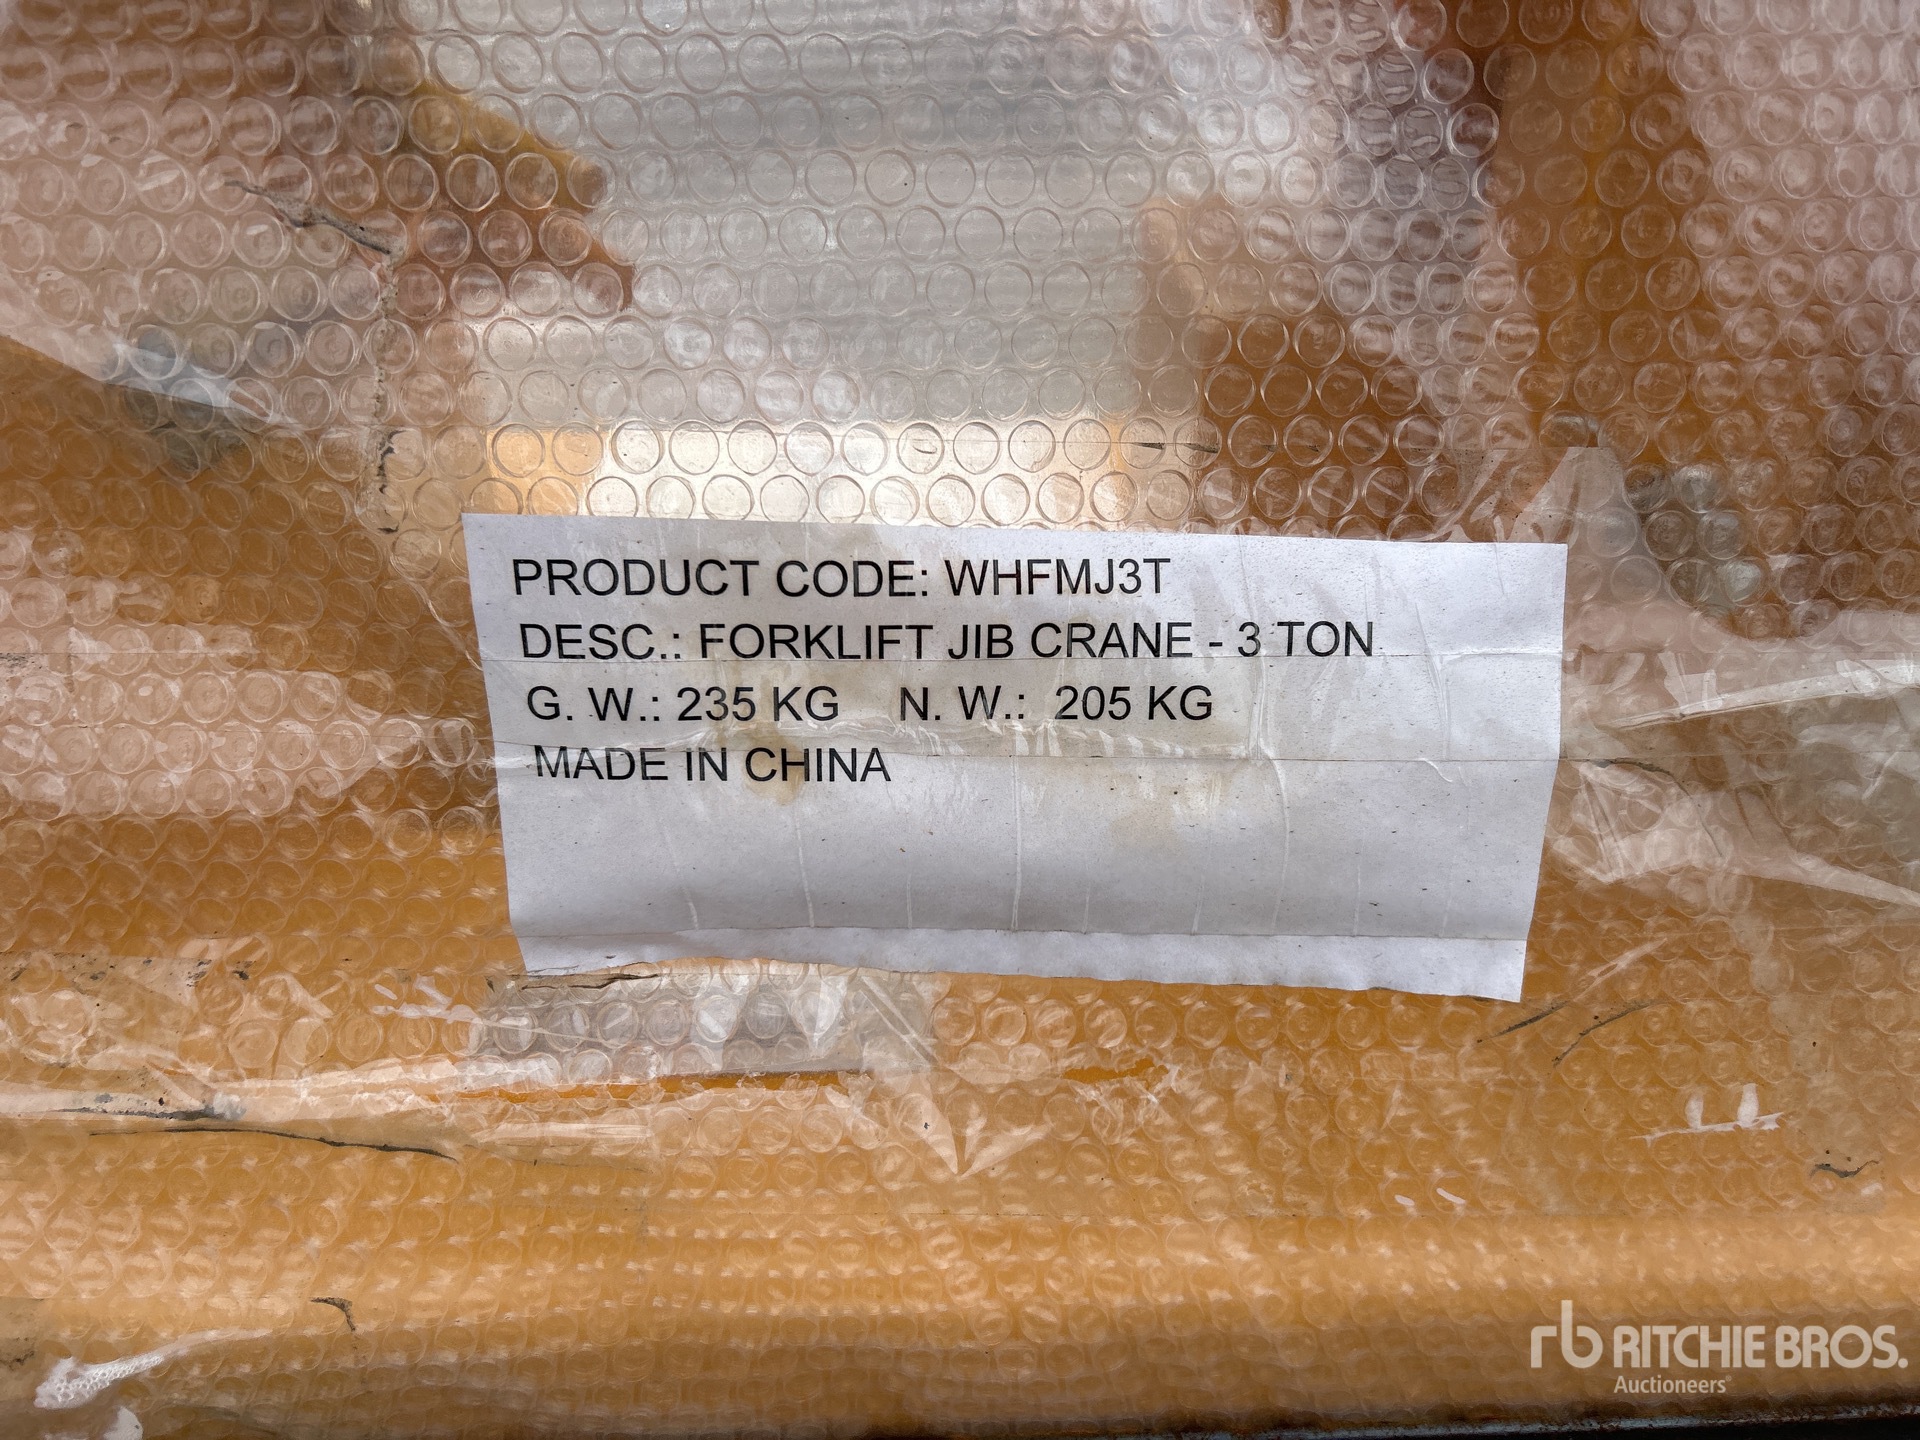 PRODUCT CODE: WHFMJ3T
DESC.: FORKLIFT JIB CRANE - 3 TON
G. W.: 235 KG N. W.: 205 KG
MADE IN CHINA
rb RITCHIE BROS.
Auctioneers